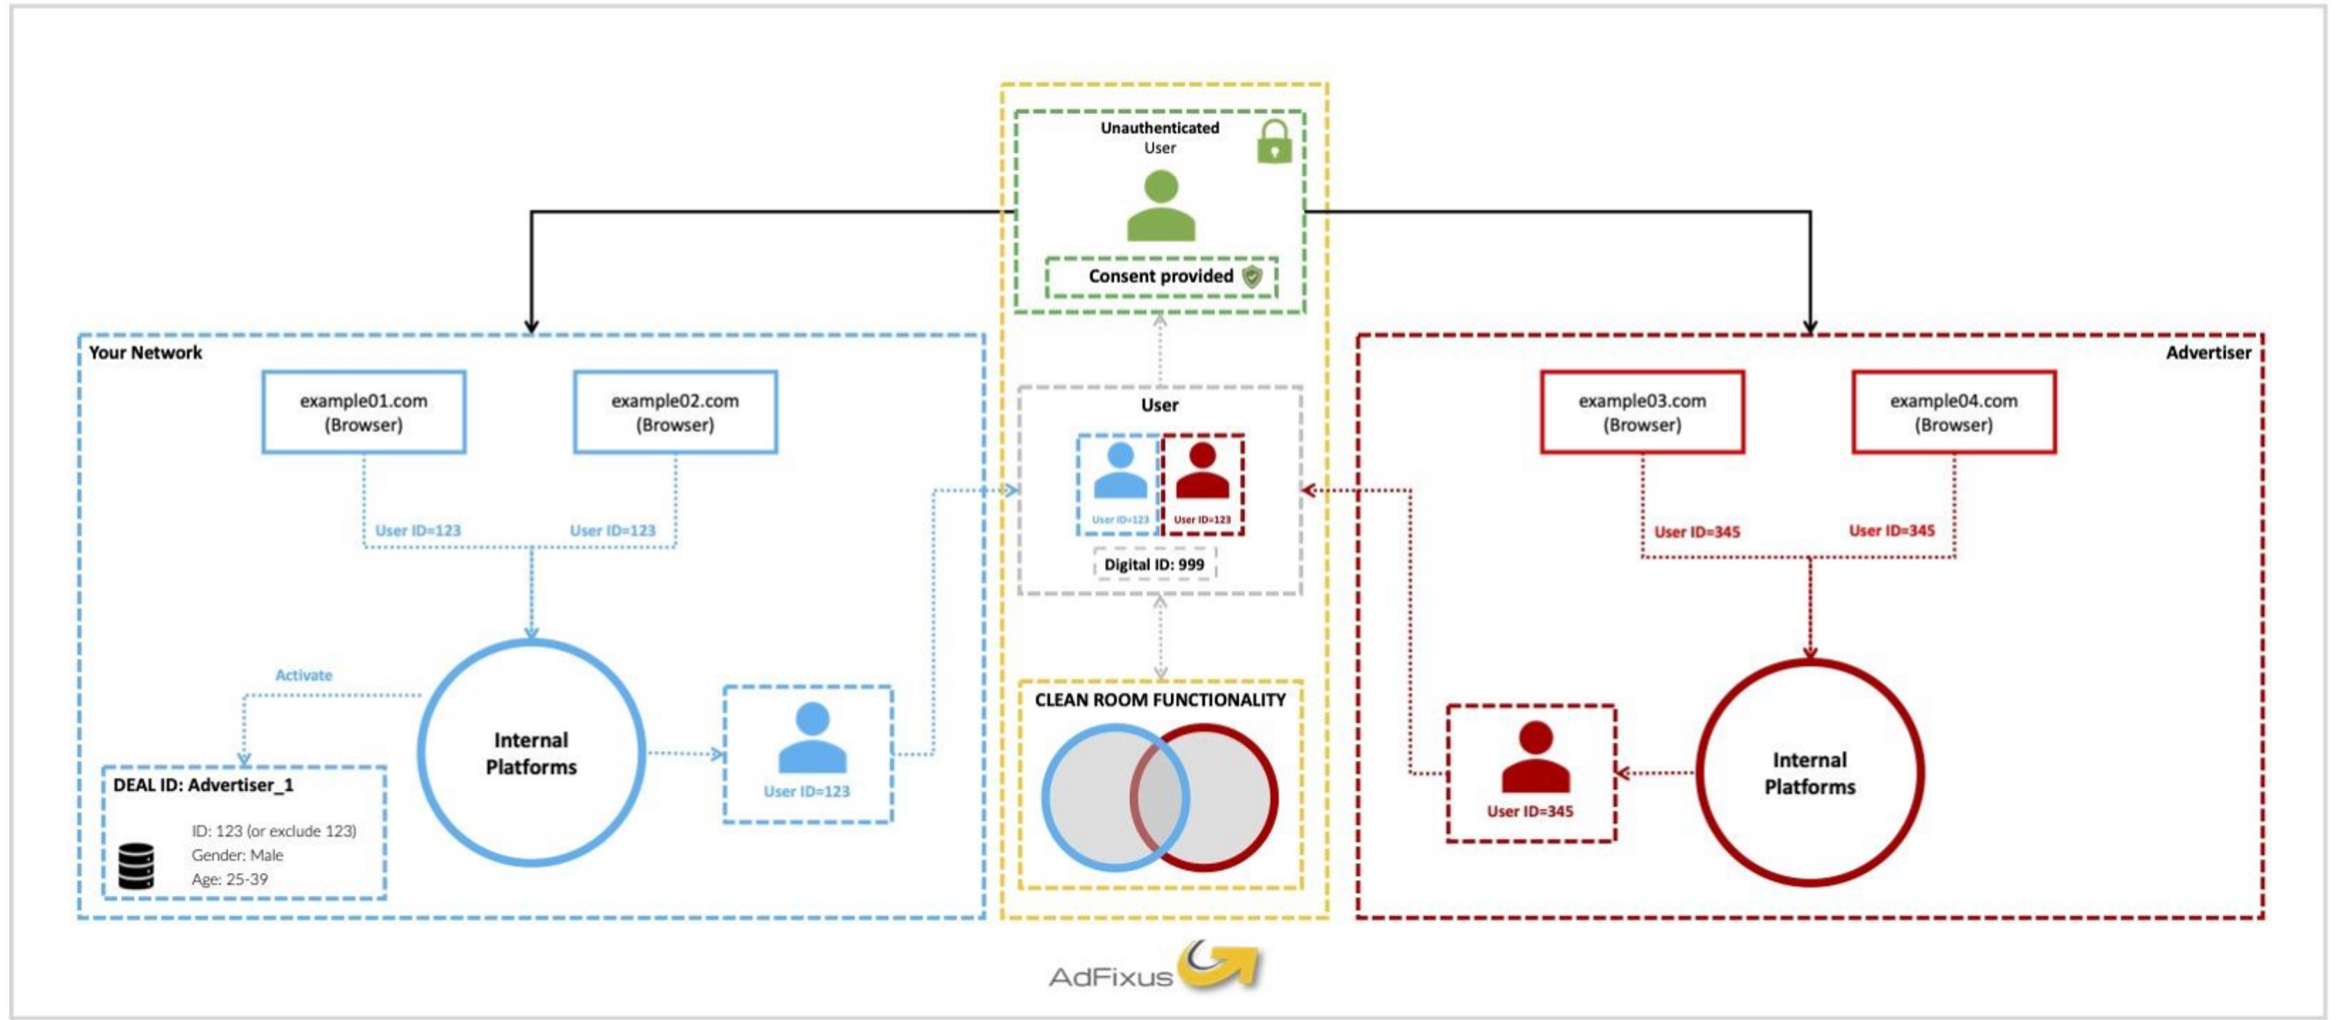 Unauthenticated
User
Consent provided
Your Network
example01.com
(Browser)
example02.com
(Browser)
User ID=123
User ID=123
Activate
Internal
Platforms
User ID=123
DEAL ID: Advertiser_1
ID: 123 (or exclude 123)
Gender: Male
Age: 25-39
User
User ID=123
User ID=123
Digital ID: 999
CLEAN ROOM FUNCTIONALITY
Advertiser
example03.com
(Browser)
example04.com
(Browser)
User ID=345
User ID=345
Internal
Platforms
User ID=345
AdFixus